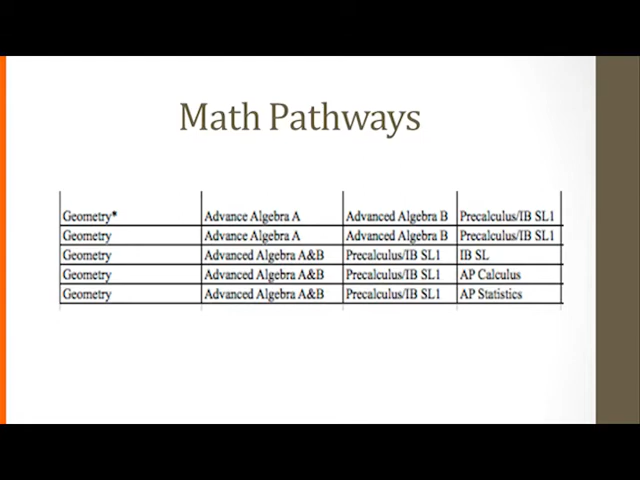 Math Pathways
Geometry* Advance Algebra A Advanced Algebra B Precalculus/IB SL1
Geometry Advance Algebra A Advanced Algebra B Precalculus/IB SL1
Geometry Advanced Algebra A&B Precalculus/IB SL1 IB SL
Geometry Advanced Algebra A&B Precalculus/IB SL1 AP Calculus
Geometry Advanced Algebra A&B Precalculus/IB SL1 AP Statistics